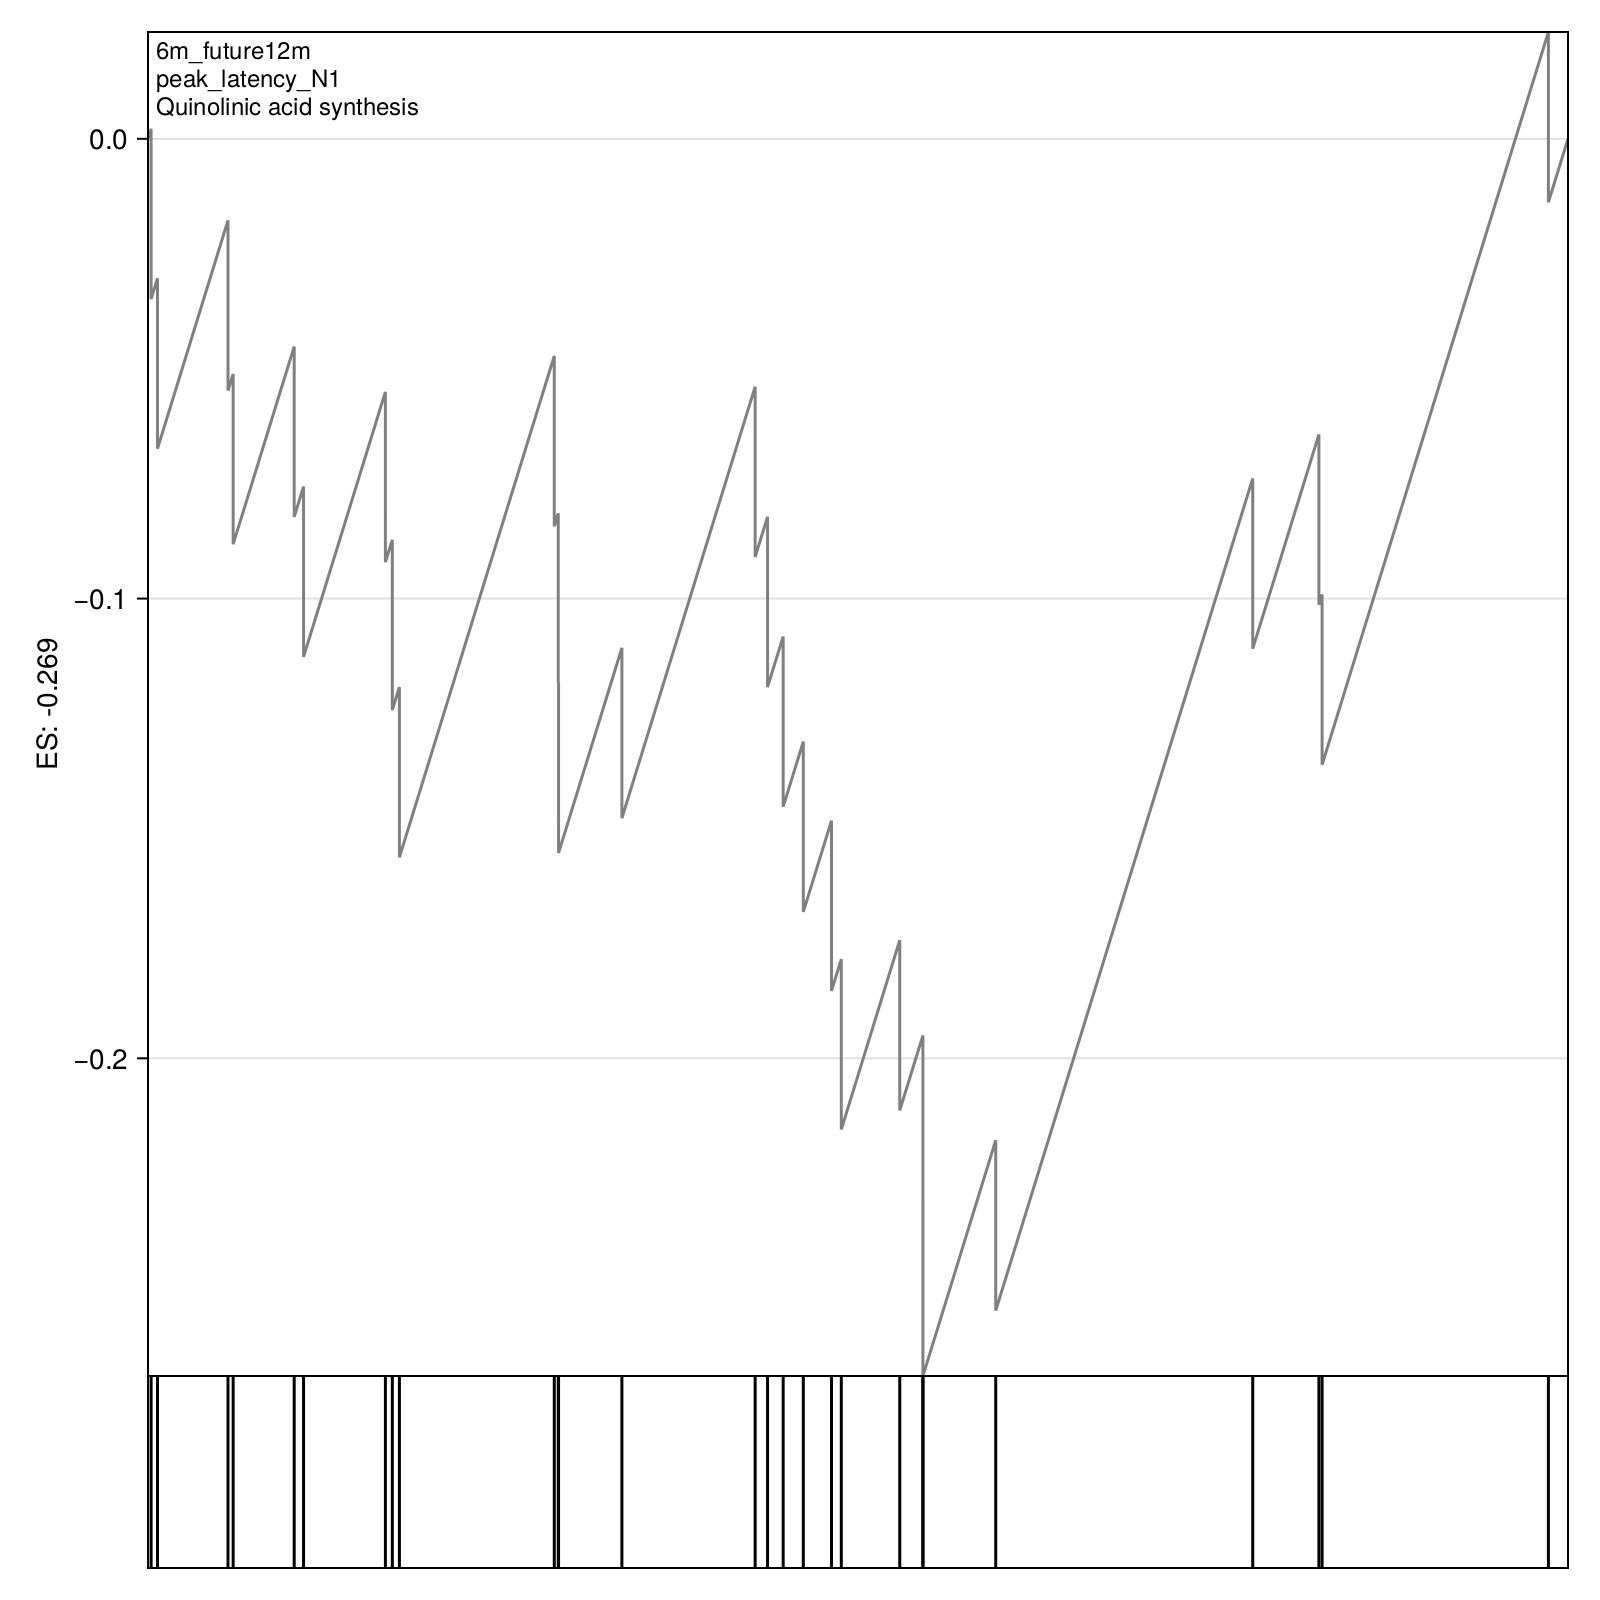 6m_future12m
peak_latency_N1
Quinolinic acid synthesis
0.0
−0.1
ES: -0.269
−0.2